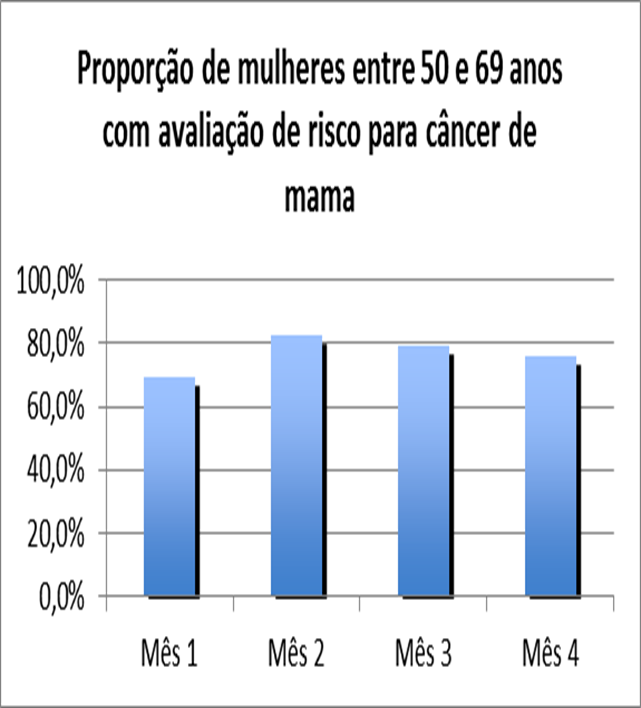 Proporção de mulheres entre 50 e 69 anos
com avaliação de risco para câncer de
mama
100,0%
80,0%
60,0%
40,0%
20,0%
0,0%
Mês 1 Mês 2 Mês 3 Mês 4